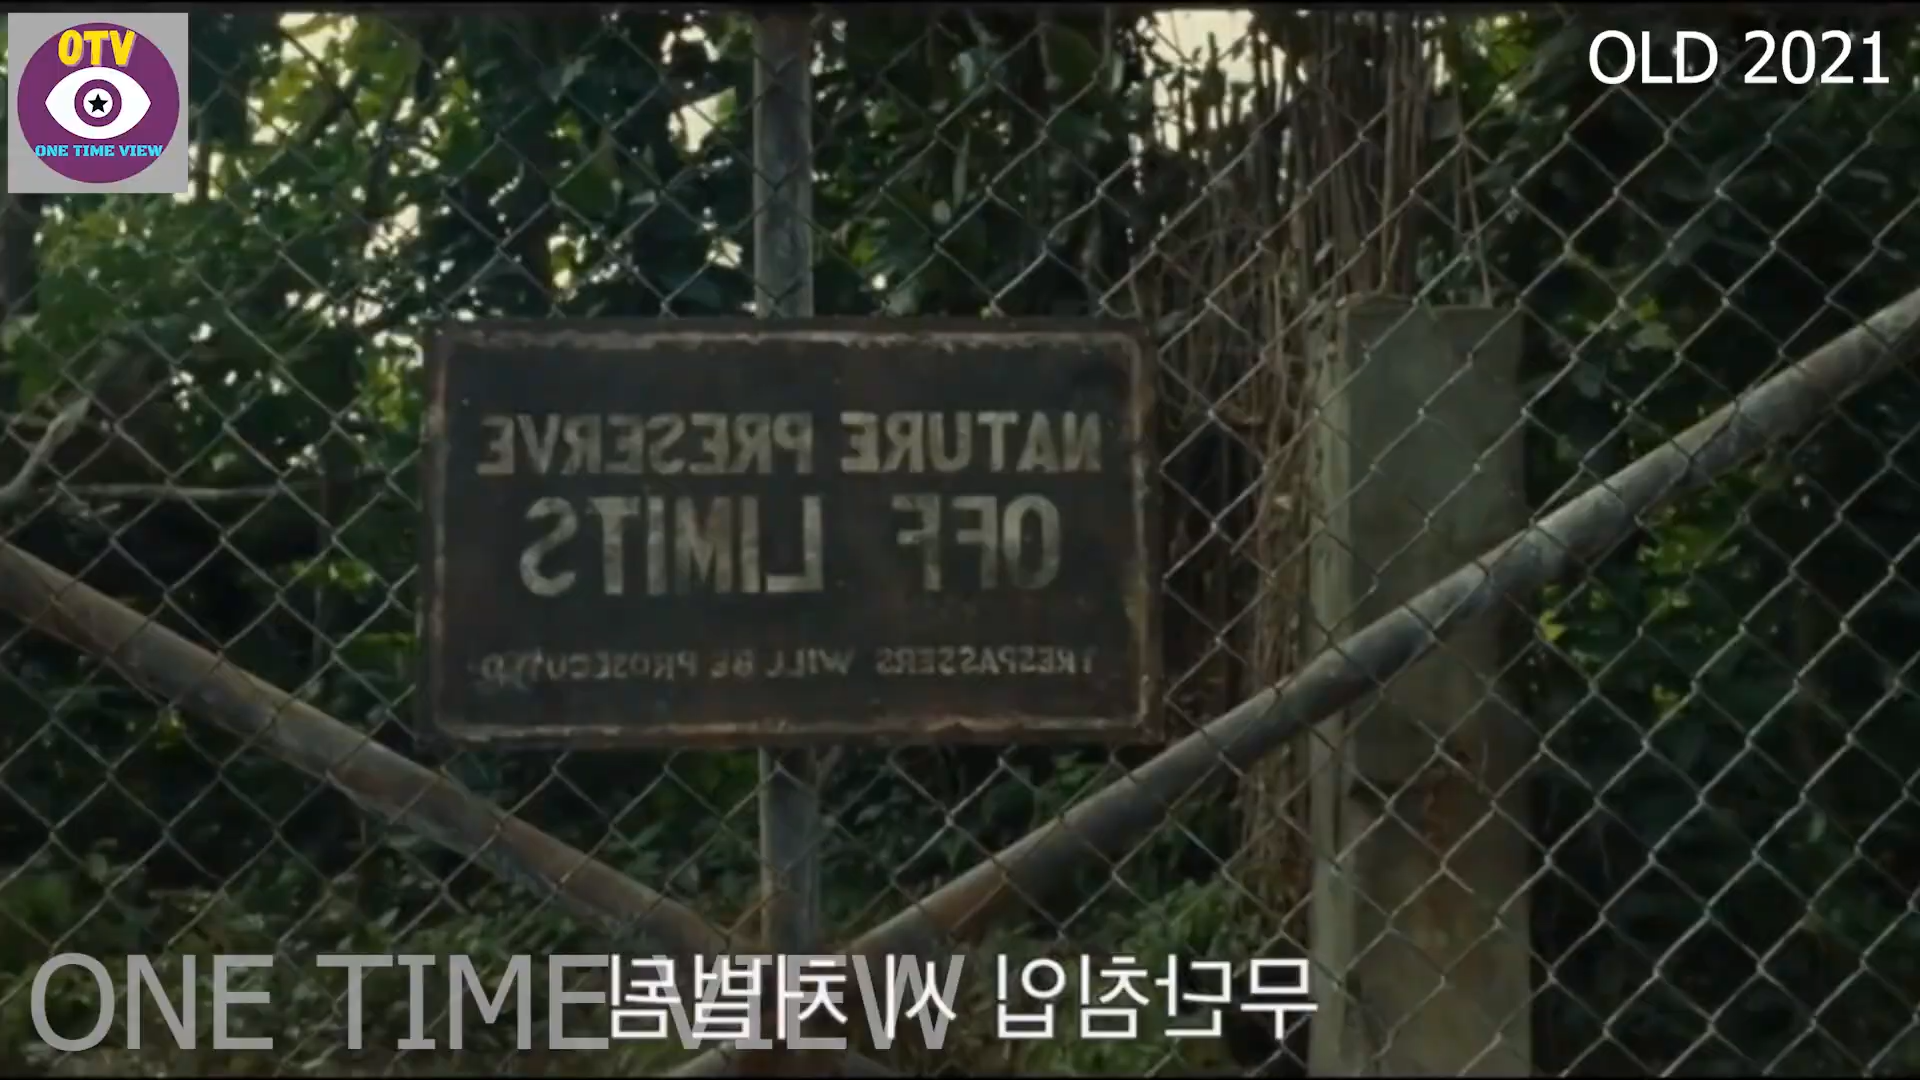 OTV
ONE TIME VIEW
OLD 2021
NATURE PRESERVE
OFF LIMITS
TRESPASSERS WILL BE PROSECUTED
무단침입 시 처벌됨
ONE TIME VIEW